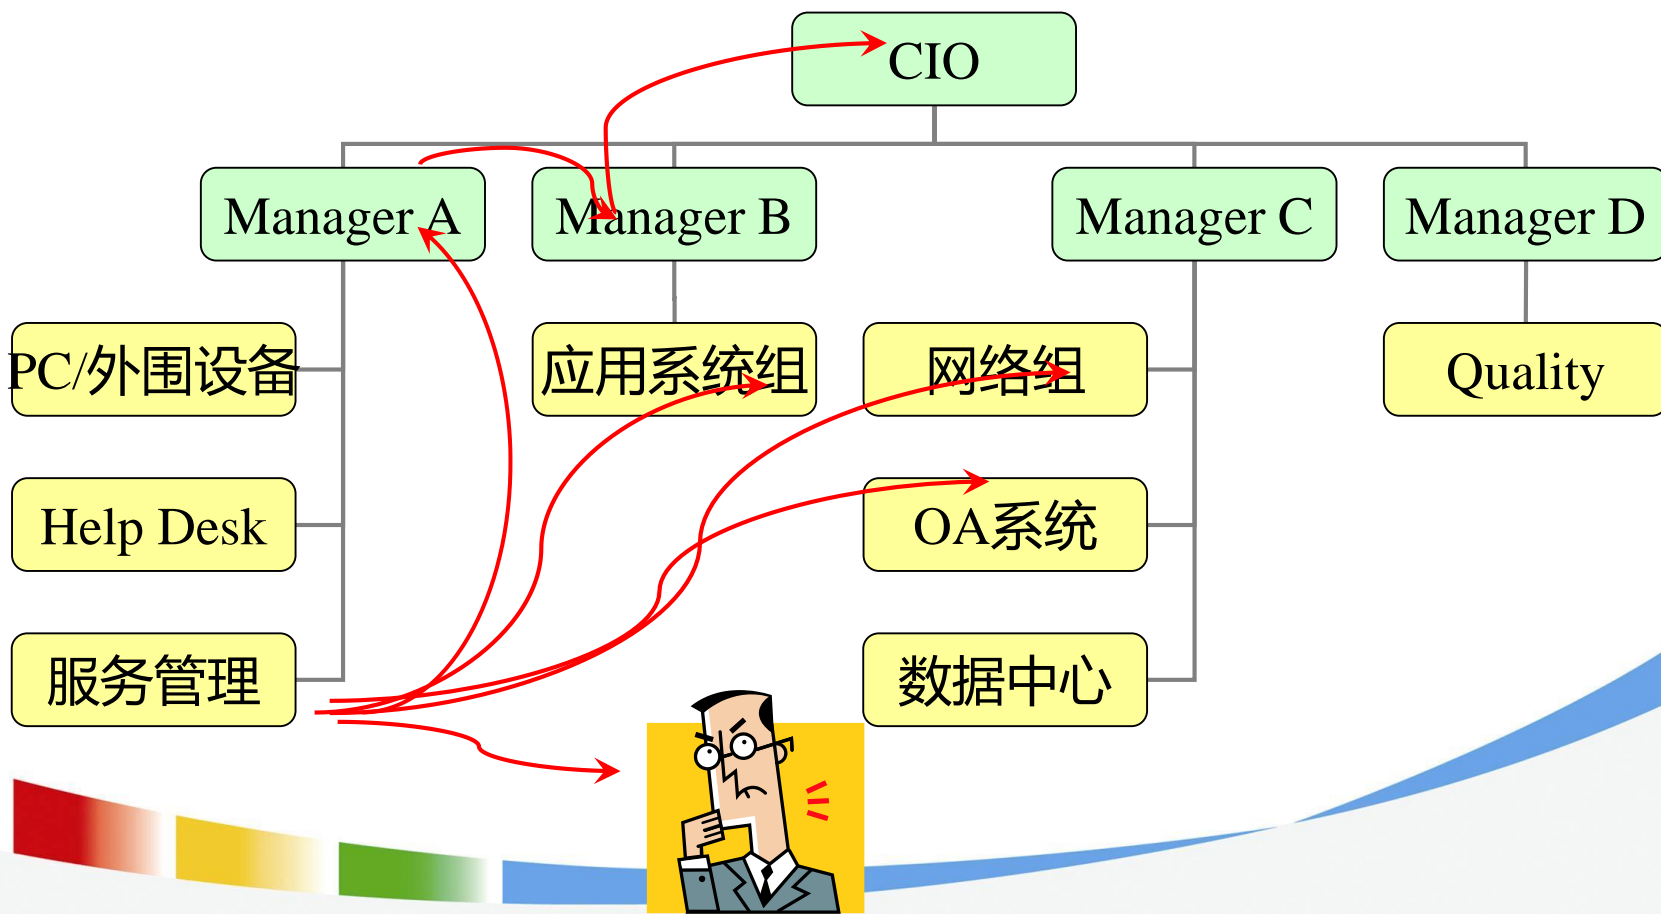 CIO
Manager A
Manager B
Manager C
Manager D
PC/外围设备
应用系统组
网络组
Quality
Help Desk
OA系统
服务管理
数据中心